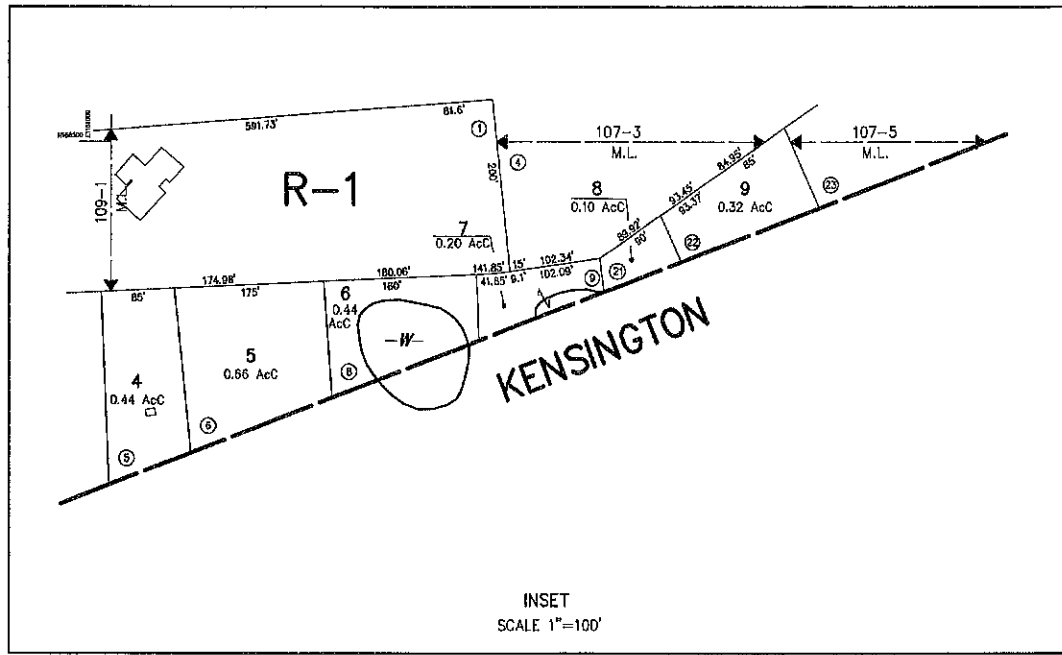 591.73'
81.6'
①
107-3
M.L.
107-5
M.L.
109-1
M.L.
R-1
200'
④
84.95'
85'
93.45'
93.37
89.92'
90'
8
0.10 AcC
9
0.32 AcC
㉓
7
0.20 AcC
㉒
174.98'
85'
175'
180.06'
160'
141.85'
15'
102.34'
41.85'
9.1'
102.09'
⑨
㉑
6
0.44
AcC
-W-
5
0.66 AcC
4
0.44 AcC
⑧
⑥
⑤
KENSINGTON
INSET
SCALE 1"=100'